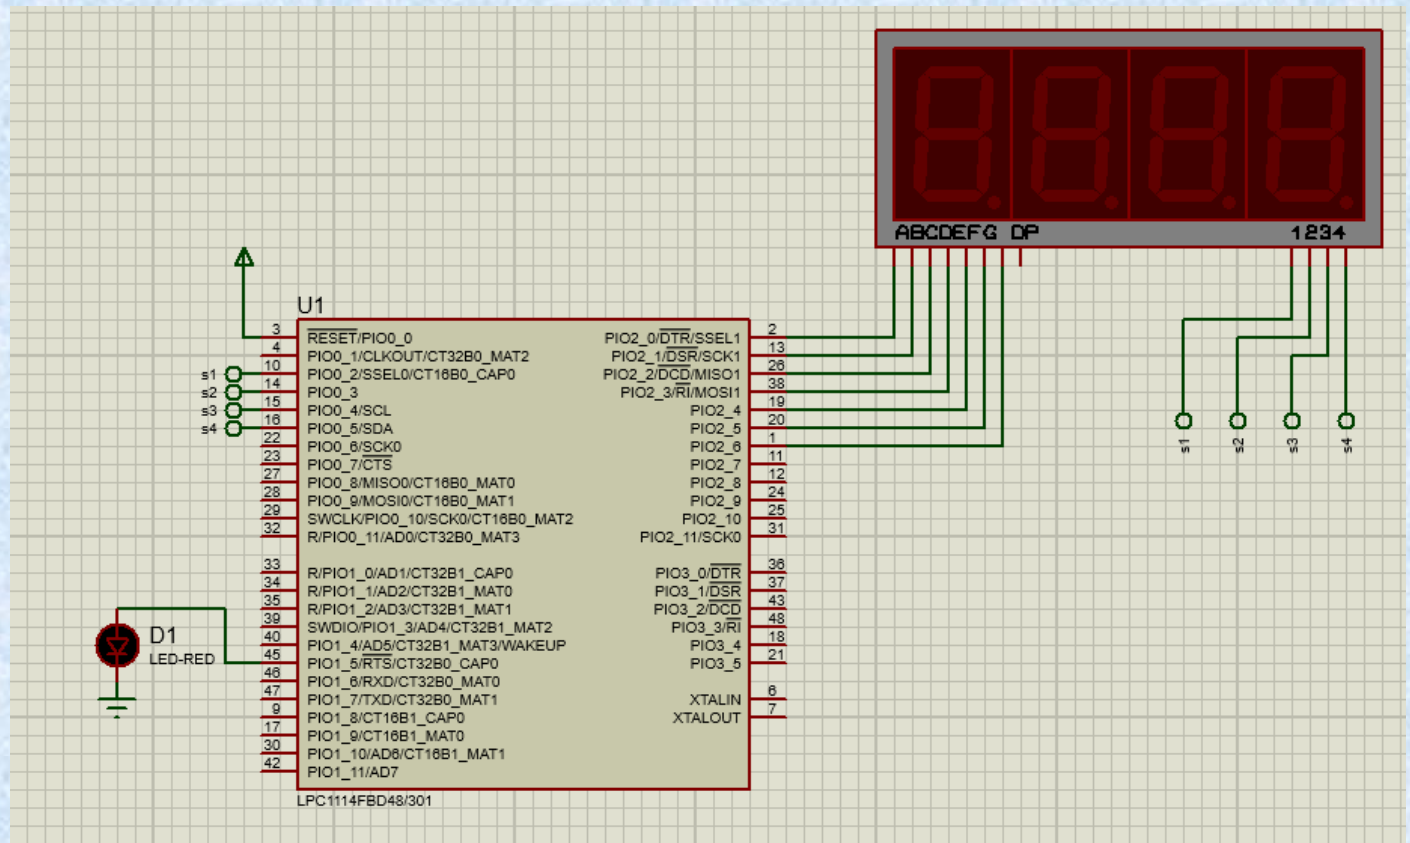 ABCDEFG DP
1234
U1
3 RESET/PIO0_0
4 PIO0_1/CLKOUT/CT32B0_MAT2
s1 10 PIO0_2/SSEL0/CT16B0_CAP0
s2 14 PIO0_3
s3 15 PIO0_4/SCL
s4 16 PIO0_5/SDA
22 PIO0_6/SCK0
23 PIO0_7/CTS
27 PIO0_8/MISO0/CT16B0_MAT0
28 PIO0_9/MOSI0/CT16B0_MAT1
29 SWCLK/PIO0_10/SCK0/CT16B0_MAT2
32 R/PIO0_11/AD0/CT32B0_MAT3
33 R/PIO1_0/AD1/CT32B1_CAP0
34 R/PIO1_1/AD2/CT32B1_MAT0
35 R/PIO1_2/AD3/CT32B1_MAT1
39 SWDIO/PIO1_3/AD4/CT32B1_MAT2
40 PIO1_4/AD5/CT32B1_MAT3/WAKEUP
45 PIO1_5/RTS/CT32B0_CAP0
46 PIO1_6/RXD/CT32B0_MAT0
47 PIO1_7/TXD/CT32B0_MAT1
9 PIO1_8/CT16B1_CAP0
17 PIO1_9/CT16B1_MAT0
30 PIO1_10/AD6/CT16B1_MAT1
42 PIO1_11/AD7
PIO2_0/DTR/SSEL1 2
PIO2_1/DSR/SCK1 13
PIO2_2/DCD/MISO1 26
PIO2_3/RI/MOSI1 38
PIO2_4 19
PIO2_5 20
PIO2_6 1
PIO2_7 11
PIO2_8 12
PIO2_9 24
PIO2_10 25
PIO2_11/SCK0 31
PIO3_0/DTR 36
PIO3_1/DSR 37
PIO3_2/DCD 43
PIO3_3/RI 48
PIO3_4 18
PIO3_5 21
XTALIN 6
XTALOUT 7
LPC1114FBD48/301
D1
LED-RED
s1
s2
s3
s4